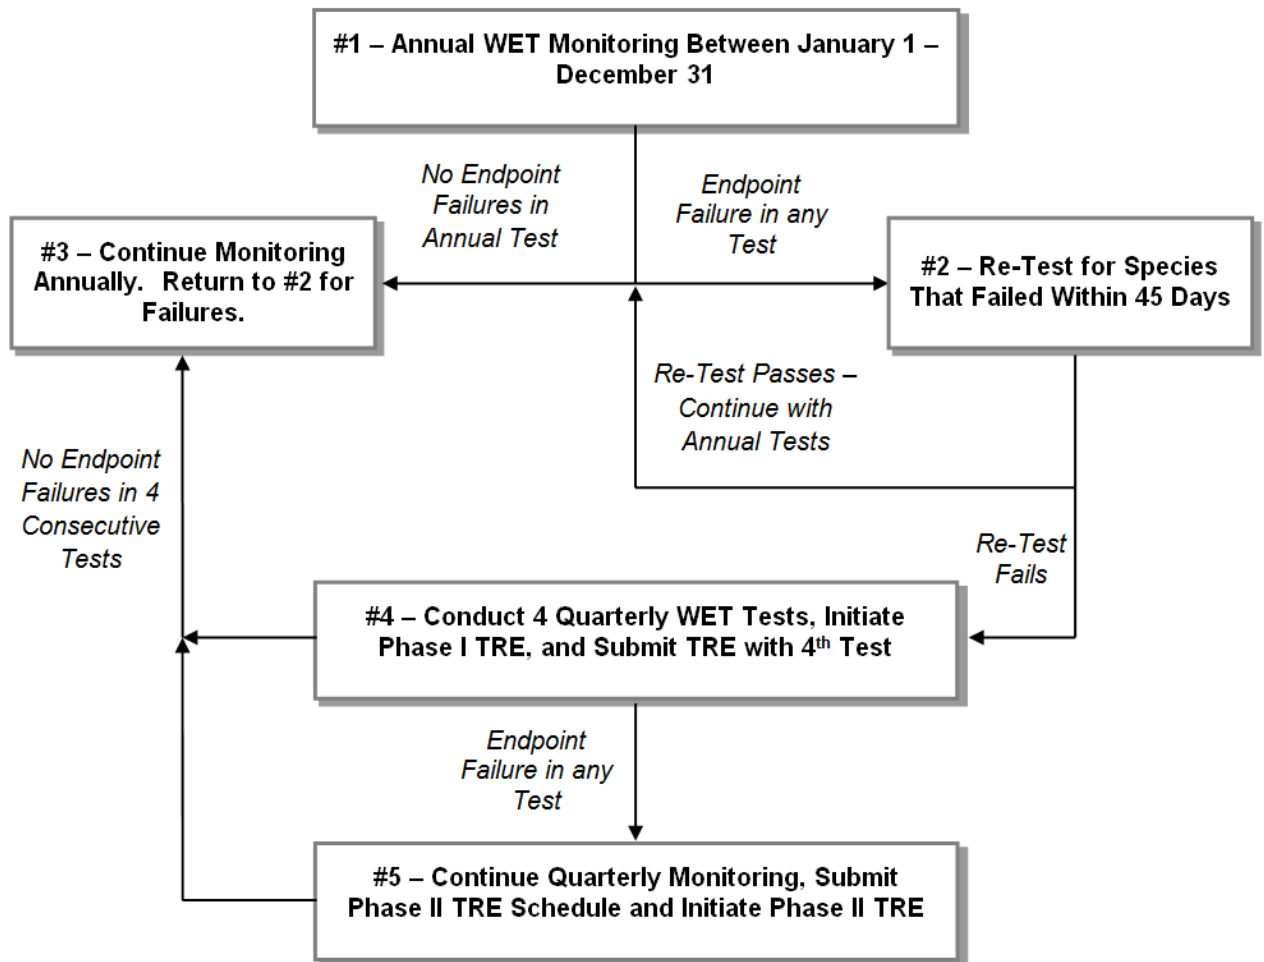 #1 – Annual WET Monitoring Between January 1 –
December 31
No Endpoint
Failures in
Annual Test
Endpoint
Failure in any
Test
#3 – Continue Monitoring
Annually.  Return to #2 for
Failures.
#2 – Re-Test for Species
That Failed Within 45 Days
Re-Test Passes –
Continue with
Annual Tests
No Endpoint
Failures in 4
Consecutive
Tests
Re-Test
Fails
#4 – Conduct 4 Quarterly WET Tests, Initiate
Phase I TRE, and Submit TRE with 4th Test
Endpoint
Failure in any
Test
#5 – Continue Quarterly Monitoring, Submit
Phase II TRE Schedule and Initiate Phase II TRE